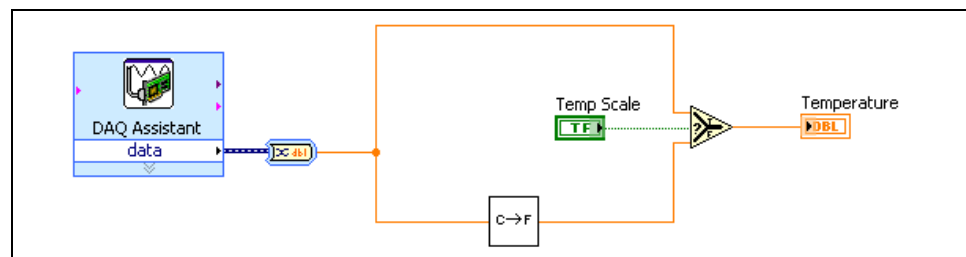 DAQ Assistant
data
dbl
Temp Scale
TF
?
F
C→F
Temperature
DBL